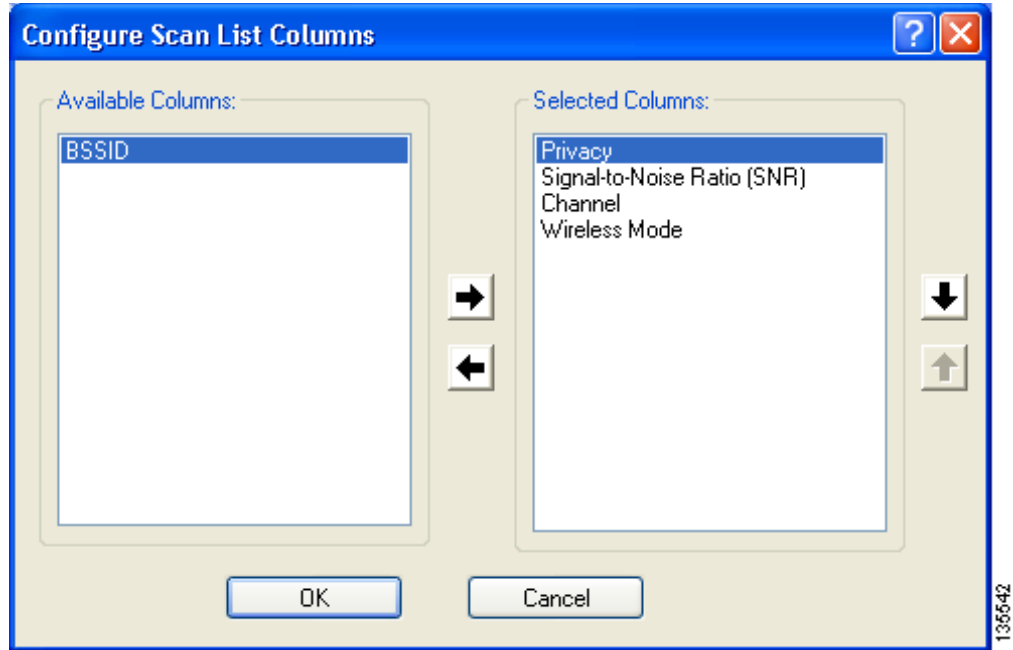 Configure Scan List Columns
Available Columns:
BSSID
Selected Columns:
Privacy
Signal-to-Noise Ratio (SNR)
Channel
Wireless Mode
OK
Cancel
135542